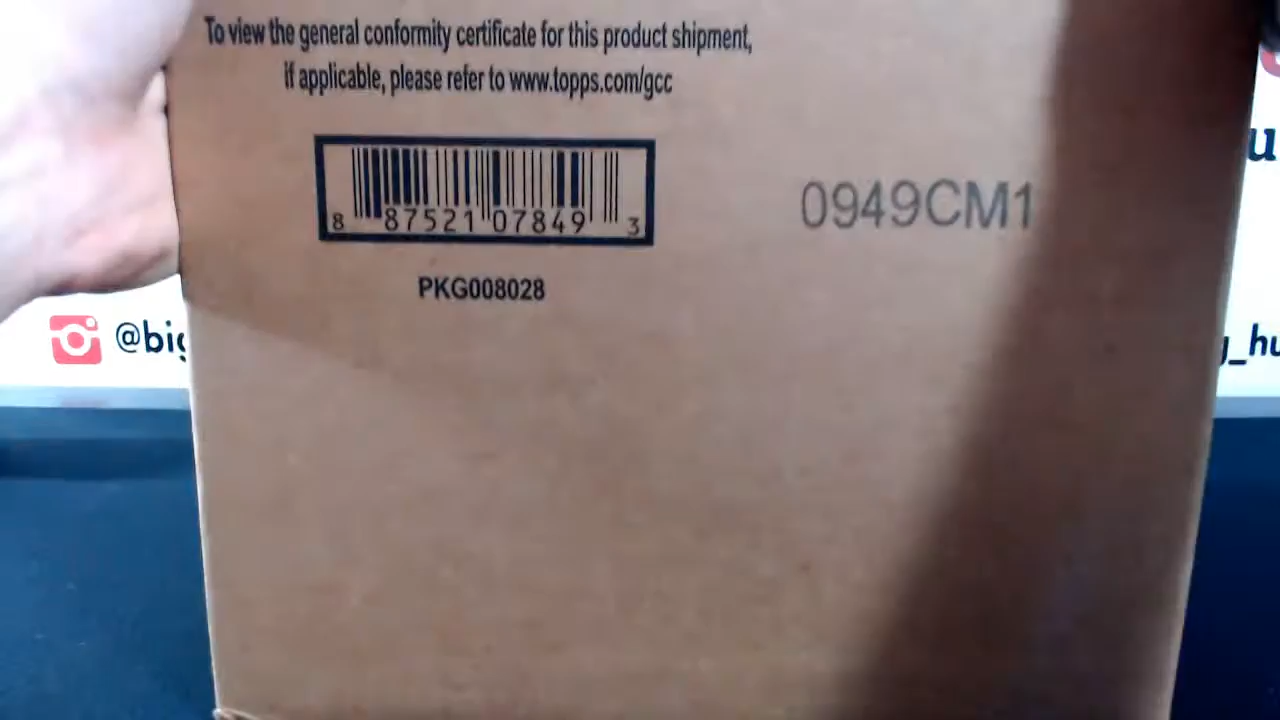 To view the general conformity certificate for this product shipment,
if applicable, please refer to www.topps.com/gcc
8 87521 07849 3
0949CM1
PKG008028
@big
g_hu
u